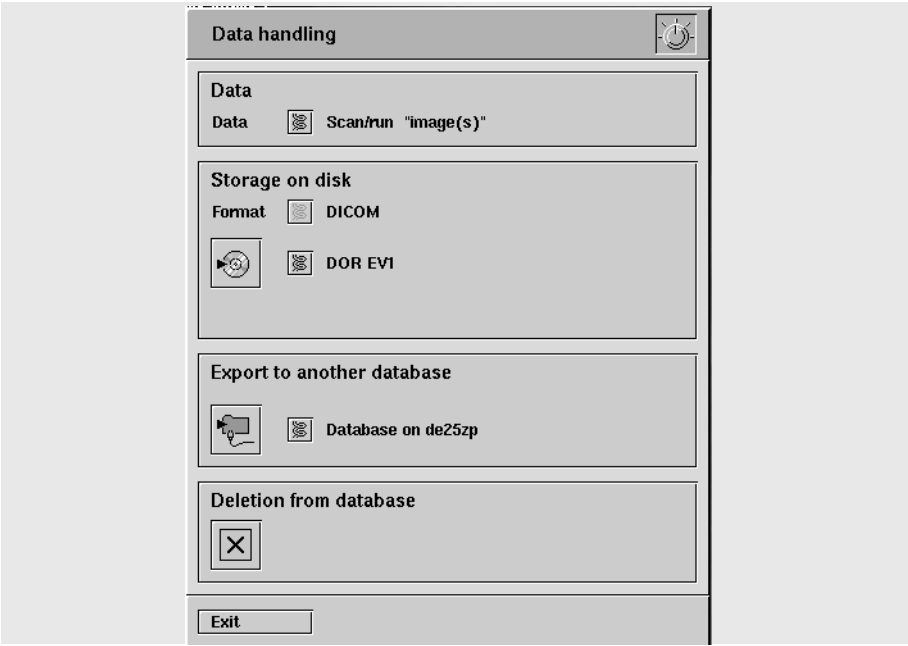 Data handling
Data
Data Scan/run "image(s)"
Storage on disk
Format DICOM
DOR EV1
Export to another database
Database on de25zp
Deletion from database
Exit